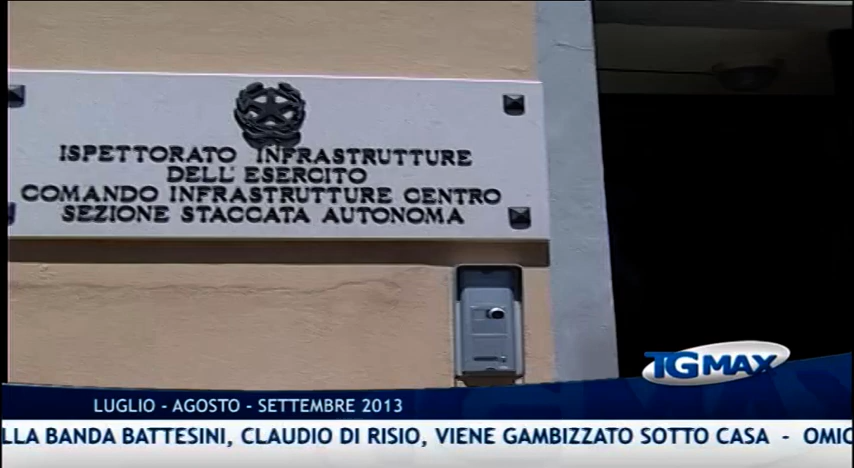 ISPETTORATO INFRASTRUTTURE
DELL'ESERCITO
COMANDO INFRASTRUTTURE CENTRO
SEZIONE STACCATA AUTONOMA
TGMAX
LUGLIO - AGOSTO - SETTEMBRE 2013
LLA BANDA BATTESINI, CLAUDIO DI RISIO, VIENE GAMBIZZATO SOTTO CASA - OMIC